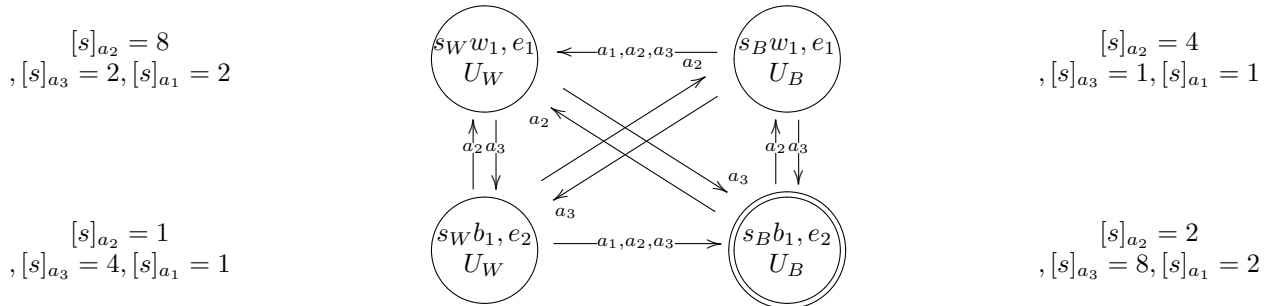 [s]_{a_2} = 8
, [s]_{a_3} = 2, [s]_{a_1} = 2
s_W w_1, e_1
U_W
a_1,a_2,a_3
s_B w_1, e_1
U_B
[s]_{a_2} = 4
, [s]_{a_3} = 1, [s]_{a_1} = 1
a_2
a_2
a_2 a_3
a_2 a_3
a_3
a_3
[s]_{a_2} = 1
, [s]_{a_3} = 4, [s]_{a_1} = 1
s_W b_1, e_2
U_W
a_1,a_2,a_3
s_B b_1, e_2
U_B
[s]_{a_2} = 2
, [s]_{a_3} = 8, [s]_{a_1} = 2